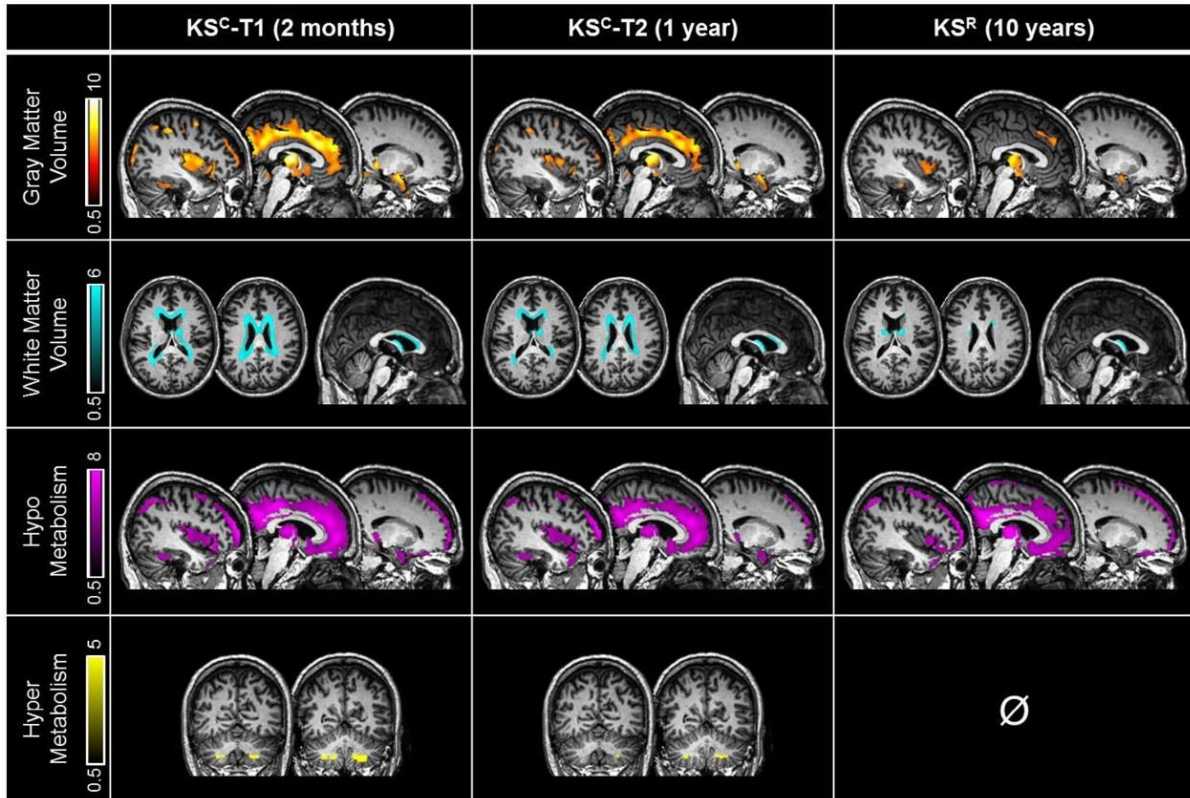 KSC-T1 (2 months)
KSC-T2 (1 year)
KSR (10 years)
Gray Matter
Volume
0.5
10
White Matter
Volume
0.5
6
Hypo
Metabolism
0.5
8
Hyper
Metabolism
0.5
5
Ø